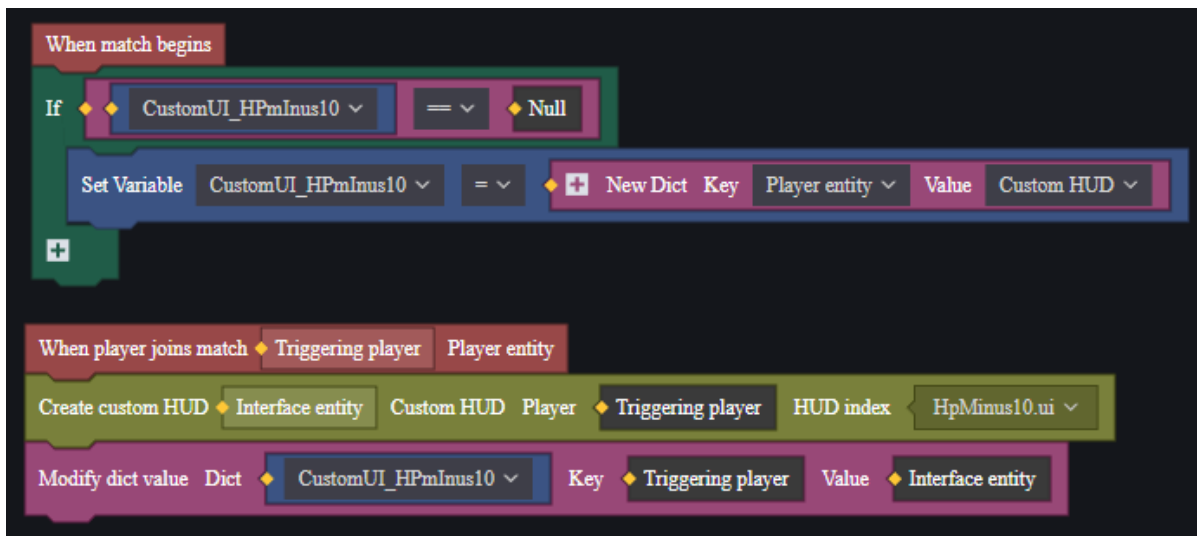 When match begins
If CustomUI_HPmInus10 == Null
Set Variable CustomUI_HPmInus10 = New Dict Key Player entity Value Custom HUD
When player joins match Triggering player Player entity
Create custom HUD Interface entity Custom HUD Player Triggering player HUD index HpMinus10.ui
Modify dict value Dict CustomUI_HPmInus10 Key Triggering player Value Interface entity